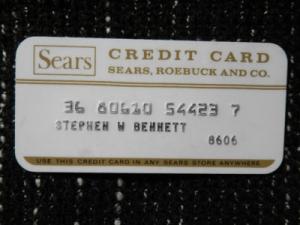 Sears
CREDIT CARD
SEARS, ROEBUCK AND CO.
36 60610 54423 7
STEPHEN W BENNETT
8606
USE THIS CREDIT CARD IN ANY SEARS STORE ANYWHERE